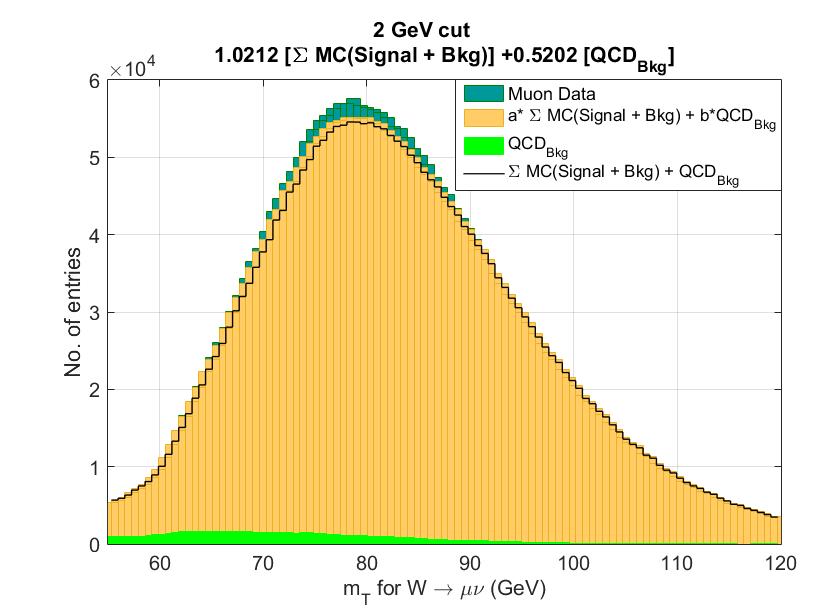 2 GeV cut
1.0212 [Σ MC(Signal + Bkg)] +0.5202 [QCD_Bkg]
×10^4
6
5
4
3
2
1
0
No. of entries
Muon Data
a* Σ MC(Signal + Bkg) + b*QCD_Bkg
QCD_Bkg
Σ MC(Signal + Bkg) + QCD_Bkg
60 70 80 90 100 110 120
m_T for W → μν (GeV)